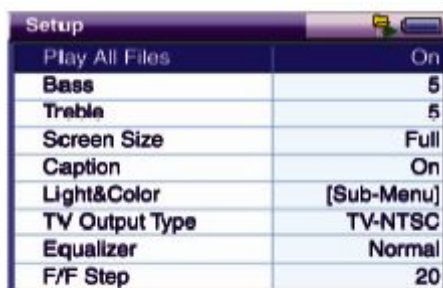 Setup
Play All Files On
Bass 5
Treble 5
Screen Size Full
Caption On
Light&Color [Sub-Menu]
TV Output Type TV-NTSC
Equalizer Normal
F/F Step 20